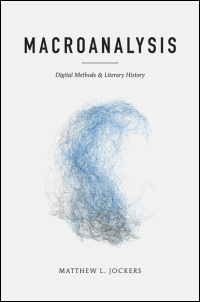 MACROANALYSIS
Digital Methods & Literary History
MATTHEW L. JOCKERS